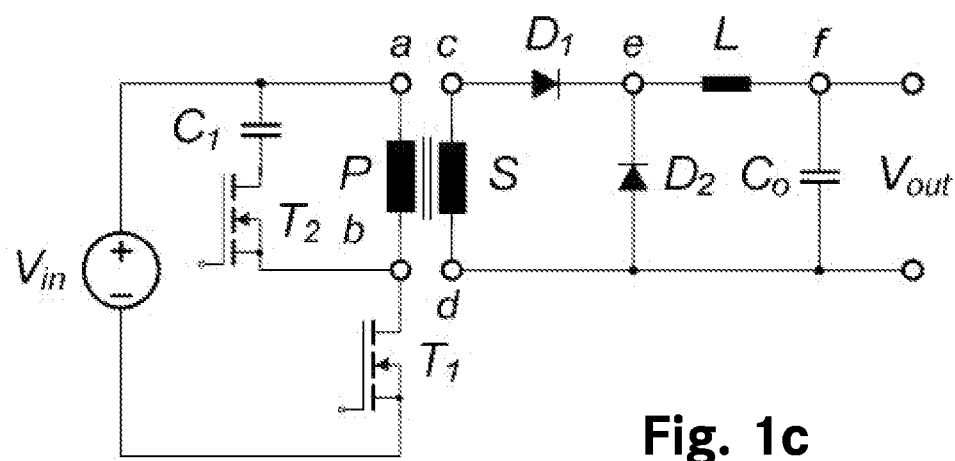 a c D₁ e L f
C₁ P S D₂ Cₒ Vₒᵤₜ
T₂ b
Vᵢₙ + −
d
T₁
Fig. 1c